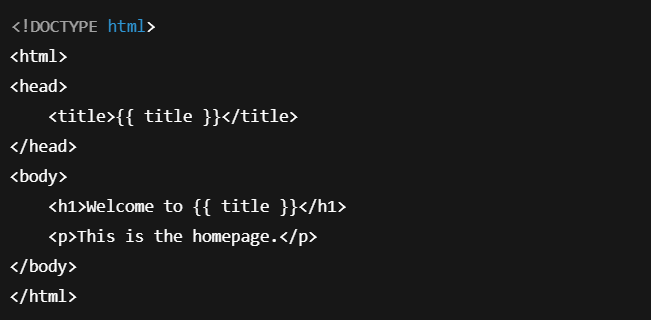 <!DOCTYPE html>
<html>
<head>
    <title>{{ title }}</title>
</head>
<body>
    <h1>Welcome to {{ title }}</h1>
    <p>This is the homepage.</p>
</body>
</html>